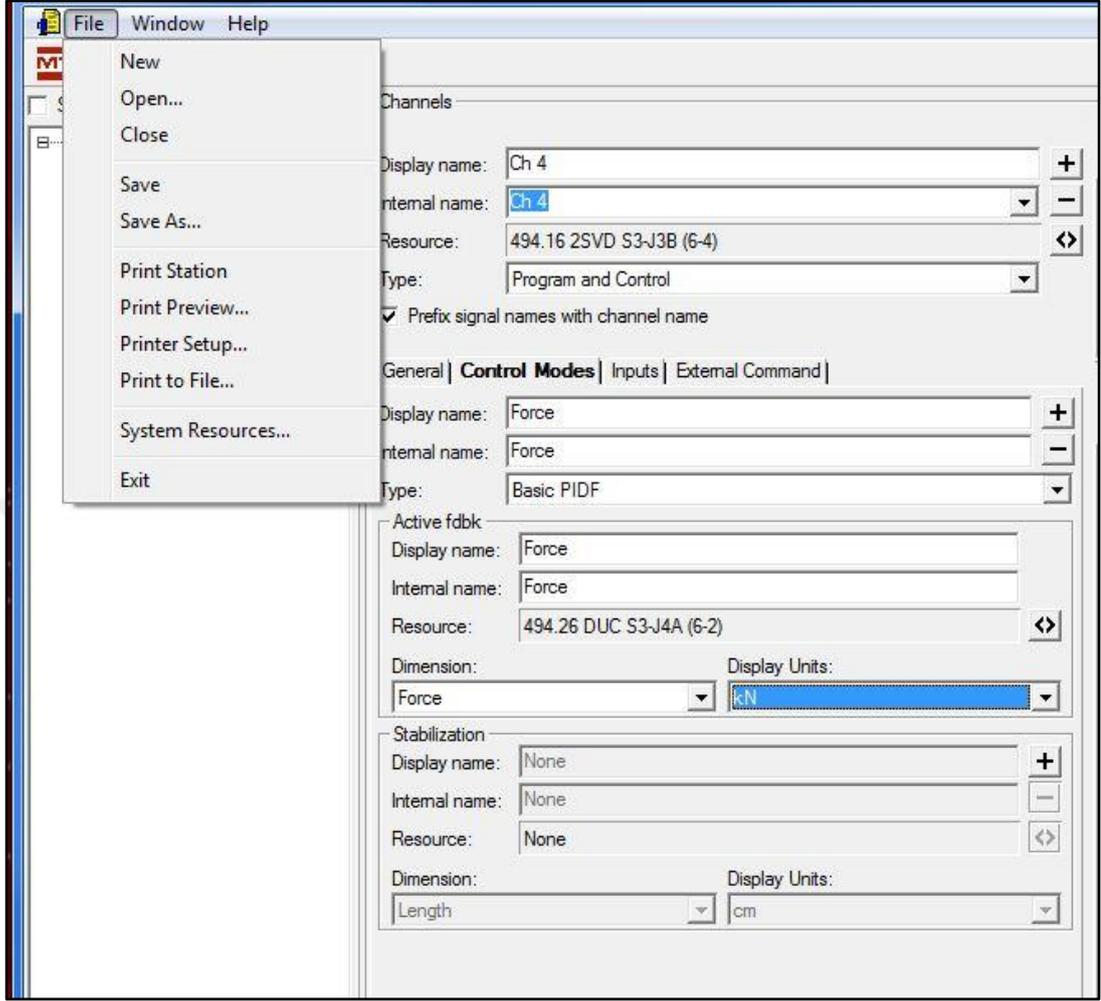 File Window Help
New
Open...
Close
Save
Save As...
Print Station
Print Preview...
Printer Setup...
Print to File...
System Resources...
Exit
Channels
Display name: Ch 4 +
Internal name: Ch 4 −
Resource: 494.16 2SVD S3-J3B (6-4) <>
Type: Program and Control
Prefix signal names with channel name
General Control Modes Inputs External Command
Display name: Force +
Internal name: Force −
Type: Basic PIDF
Active fdbk
Display name: Force
Internal name: Force
Resource: 494.26 DUC S3-J4A (6-2) <>
Dimension: Display Units:
Force kN
Stabilization
Display name: None +
Internal name: None −
Resource: None <>
Dimension: Display Units:
Length cm